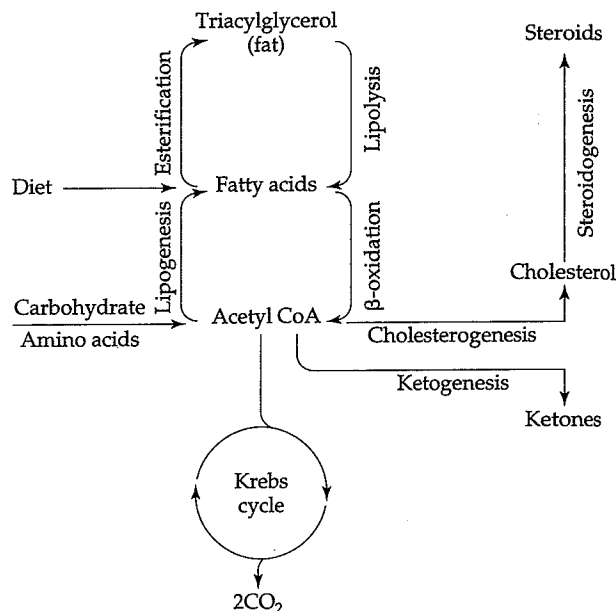 Triacylglycerol
(fat)
Steroids
Esterification
Lipolysis
Steroidogenesis
Diet
Fatty acids
Lipogenesis
β-oxidation
Cholesterol
Carbohydrate
Amino acids
Acetyl CoA
Cholesterogenesis
Ketogenesis
Ketones
Krebs
cycle
2CO₂